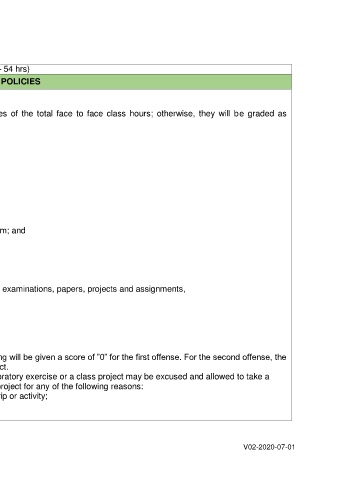 - 54 hrs)
POLICIES
es of the total face to face class hours; otherwise, they will be graded as
m; and
examinations, papers, projects and assignments,
ng will be given a score of "0" for the first offense. For the second offense, the
ct.
oratory exercise or a class project may be excused and allowed to take a
roject for any of the following reasons:
rip or activity;
V02-2020-07-01